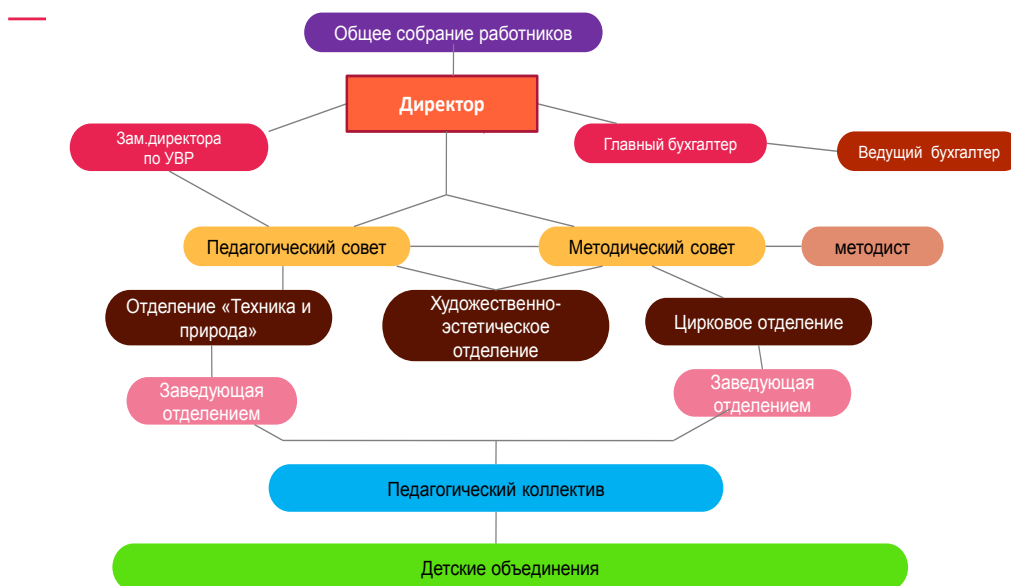 Общее собрание работников
Директор
Зам.директора
по УВР
Главный бухгалтер
Ведущий бухгалтер
Педагогический совет
Методический совет
методист
Отделение «Техника и
природа»
Художественно-
эстетическое
отделение
Цирковое отделение
Заведующая
отделением
Заведующая
отделением
Педагогический коллектив
Детские объединения